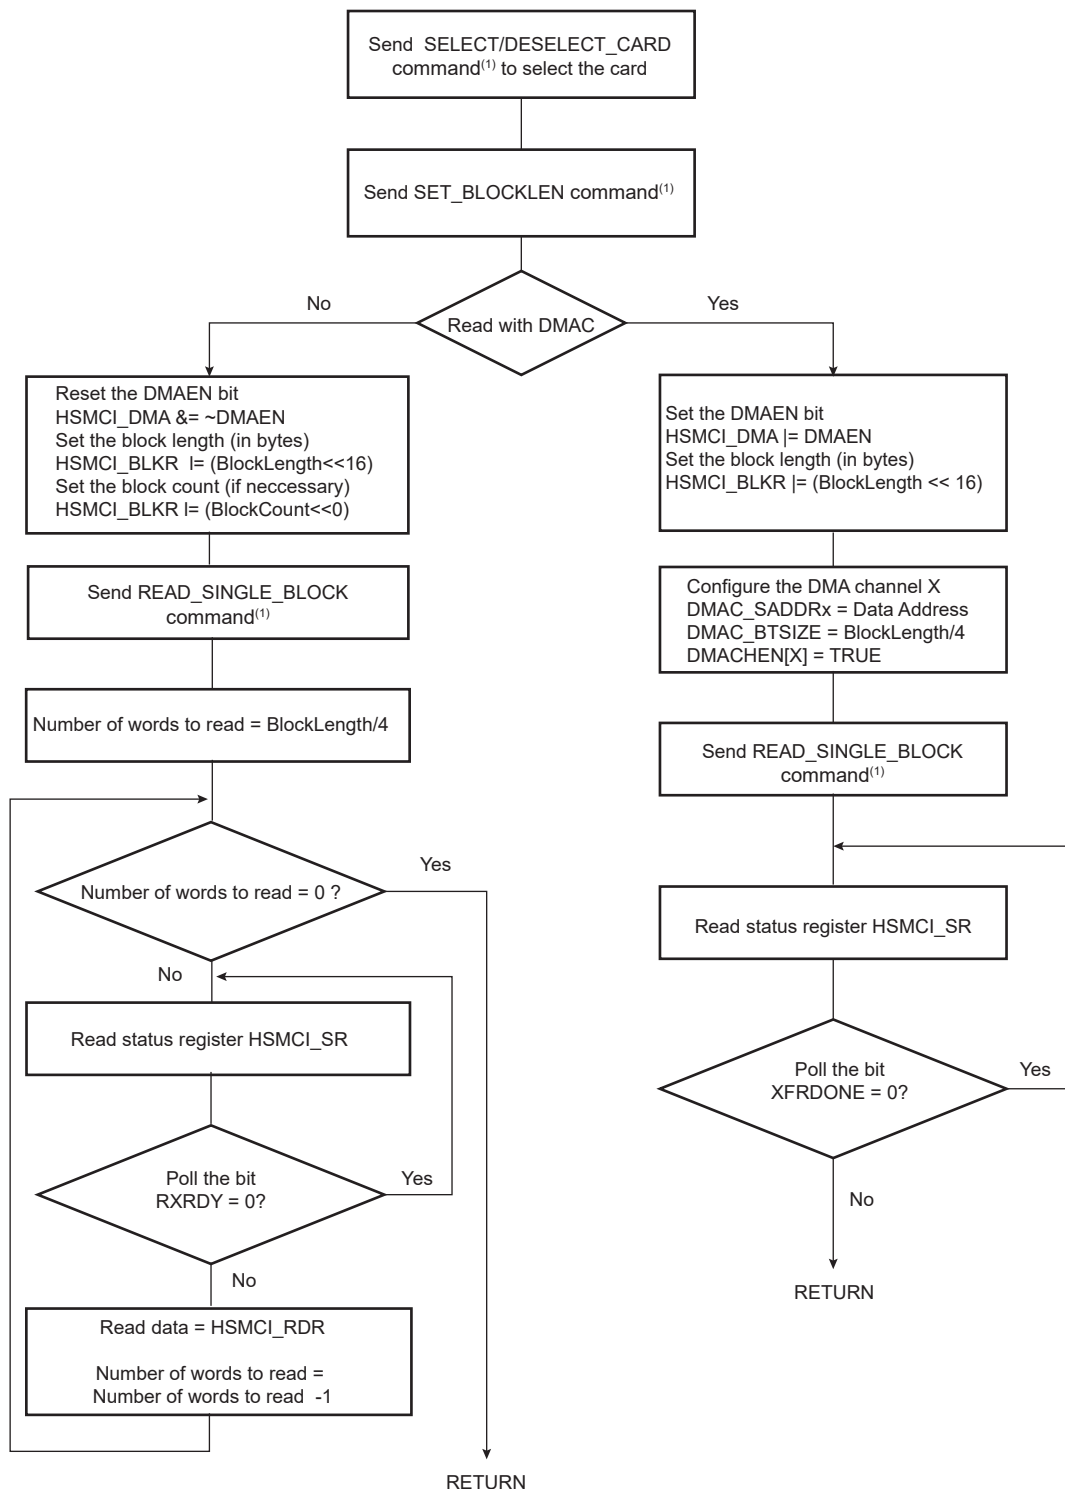 Send SELECT/DESELECT_CARD
command(1) to select the card
Send SET_BLOCKLEN command(1)
No
Yes
Read with DMAC
Reset the DMAEN bit
HSMCI_DMA &= ~DMAEN
Set the block length (in bytes)
HSMCI_BLKR l= (BlockLength<<16)
Set the block count (if neccessary)
HSMCI_BLKR l= (BlockCount<<0)
Send READ_SINGLE_BLOCK
command(1)
Number of words to read = BlockLength/4
Number of words to read = 0 ?
Yes
No
Read status register HSMCI_SR
Poll the bit
RXRDY = 0?
Yes
No
Read data = HSMCI_RDR
Number of words to read =
Number of words to read -1
RETURN
Set the DMAEN bit
HSMCI_DMA |= DMAEN
Set the block length (in bytes)
HSMCI_BLKR |= (BlockLength << 16)
Configure the DMA channel X
DMAC_SADDRx = Data Address
DMAC_BTSIZE = BlockLength/4
DMACHEN[X] = TRUE
Send READ_SINGLE_BLOCK
command(1)
Read status register HSMCI_SR
Poll the bit
XFRDONE = 0?
Yes
No
RETURN